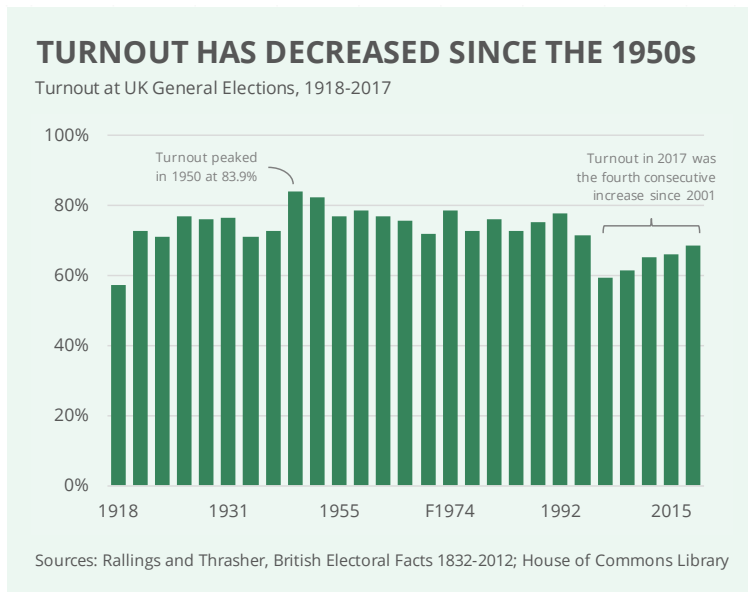 TURNOUT HAS DECREASED SINCE THE 1950s
Turnout at UK General Elections, 1918-2017
100%
Turnout peaked
in 1950 at 83.9%
Turnout in 2017 was
the fourth consecutive
increase since 2001
80%
60%
40%
20%
0%
1918 1931 1955 F1974 1992 2015
Sources: Rallings and Thrasher, British Electoral Facts 1832-2012; House of Commons Library